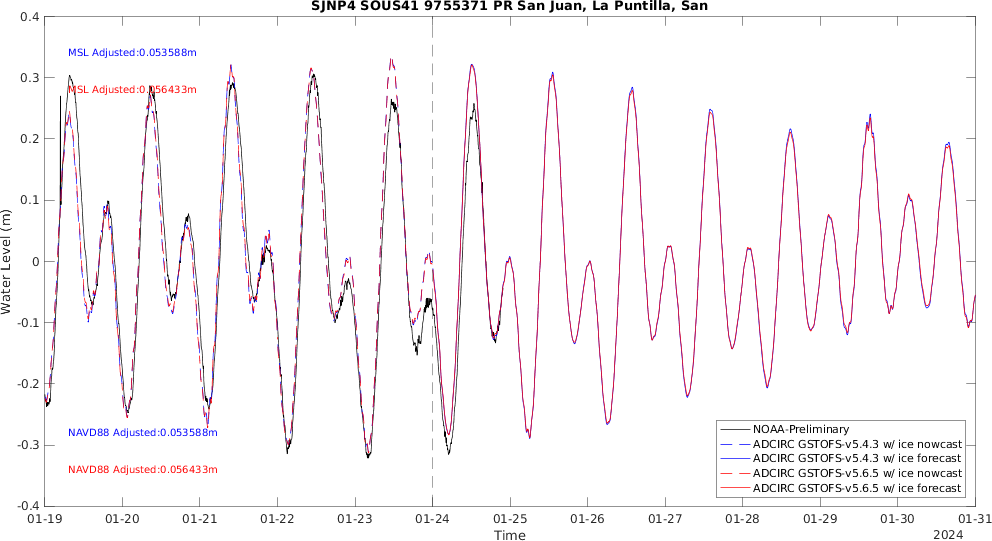 SJNP4 SOUS41 9755371 PR San Juan, La Puntilla, San
0.4
0.3
0.2
0.1
0
-0.1
-0.2
-0.3
-0.4
Water Level (m)
MSL Adjusted:0.053588m
MSL Adjusted:0.056433m
NAVD88 Adjusted:0.053588m
NAVD88 Adjusted:0.056433m
NOAA-Preliminary
ADCIRC GSTOFS-v5.4.3 w/ ice nowcast
ADCIRC GSTOFS-v5.4.3 w/ ice forecast
ADCIRC GSTOFS-v5.6.5 w/ ice nowcast
ADCIRC GSTOFS-v5.6.5 w/ ice forecast
01-19 01-20 01-21 01-22 01-23 01-24 01-25 01-26 01-27 01-28 01-29 01-30 01-31
Time
2024